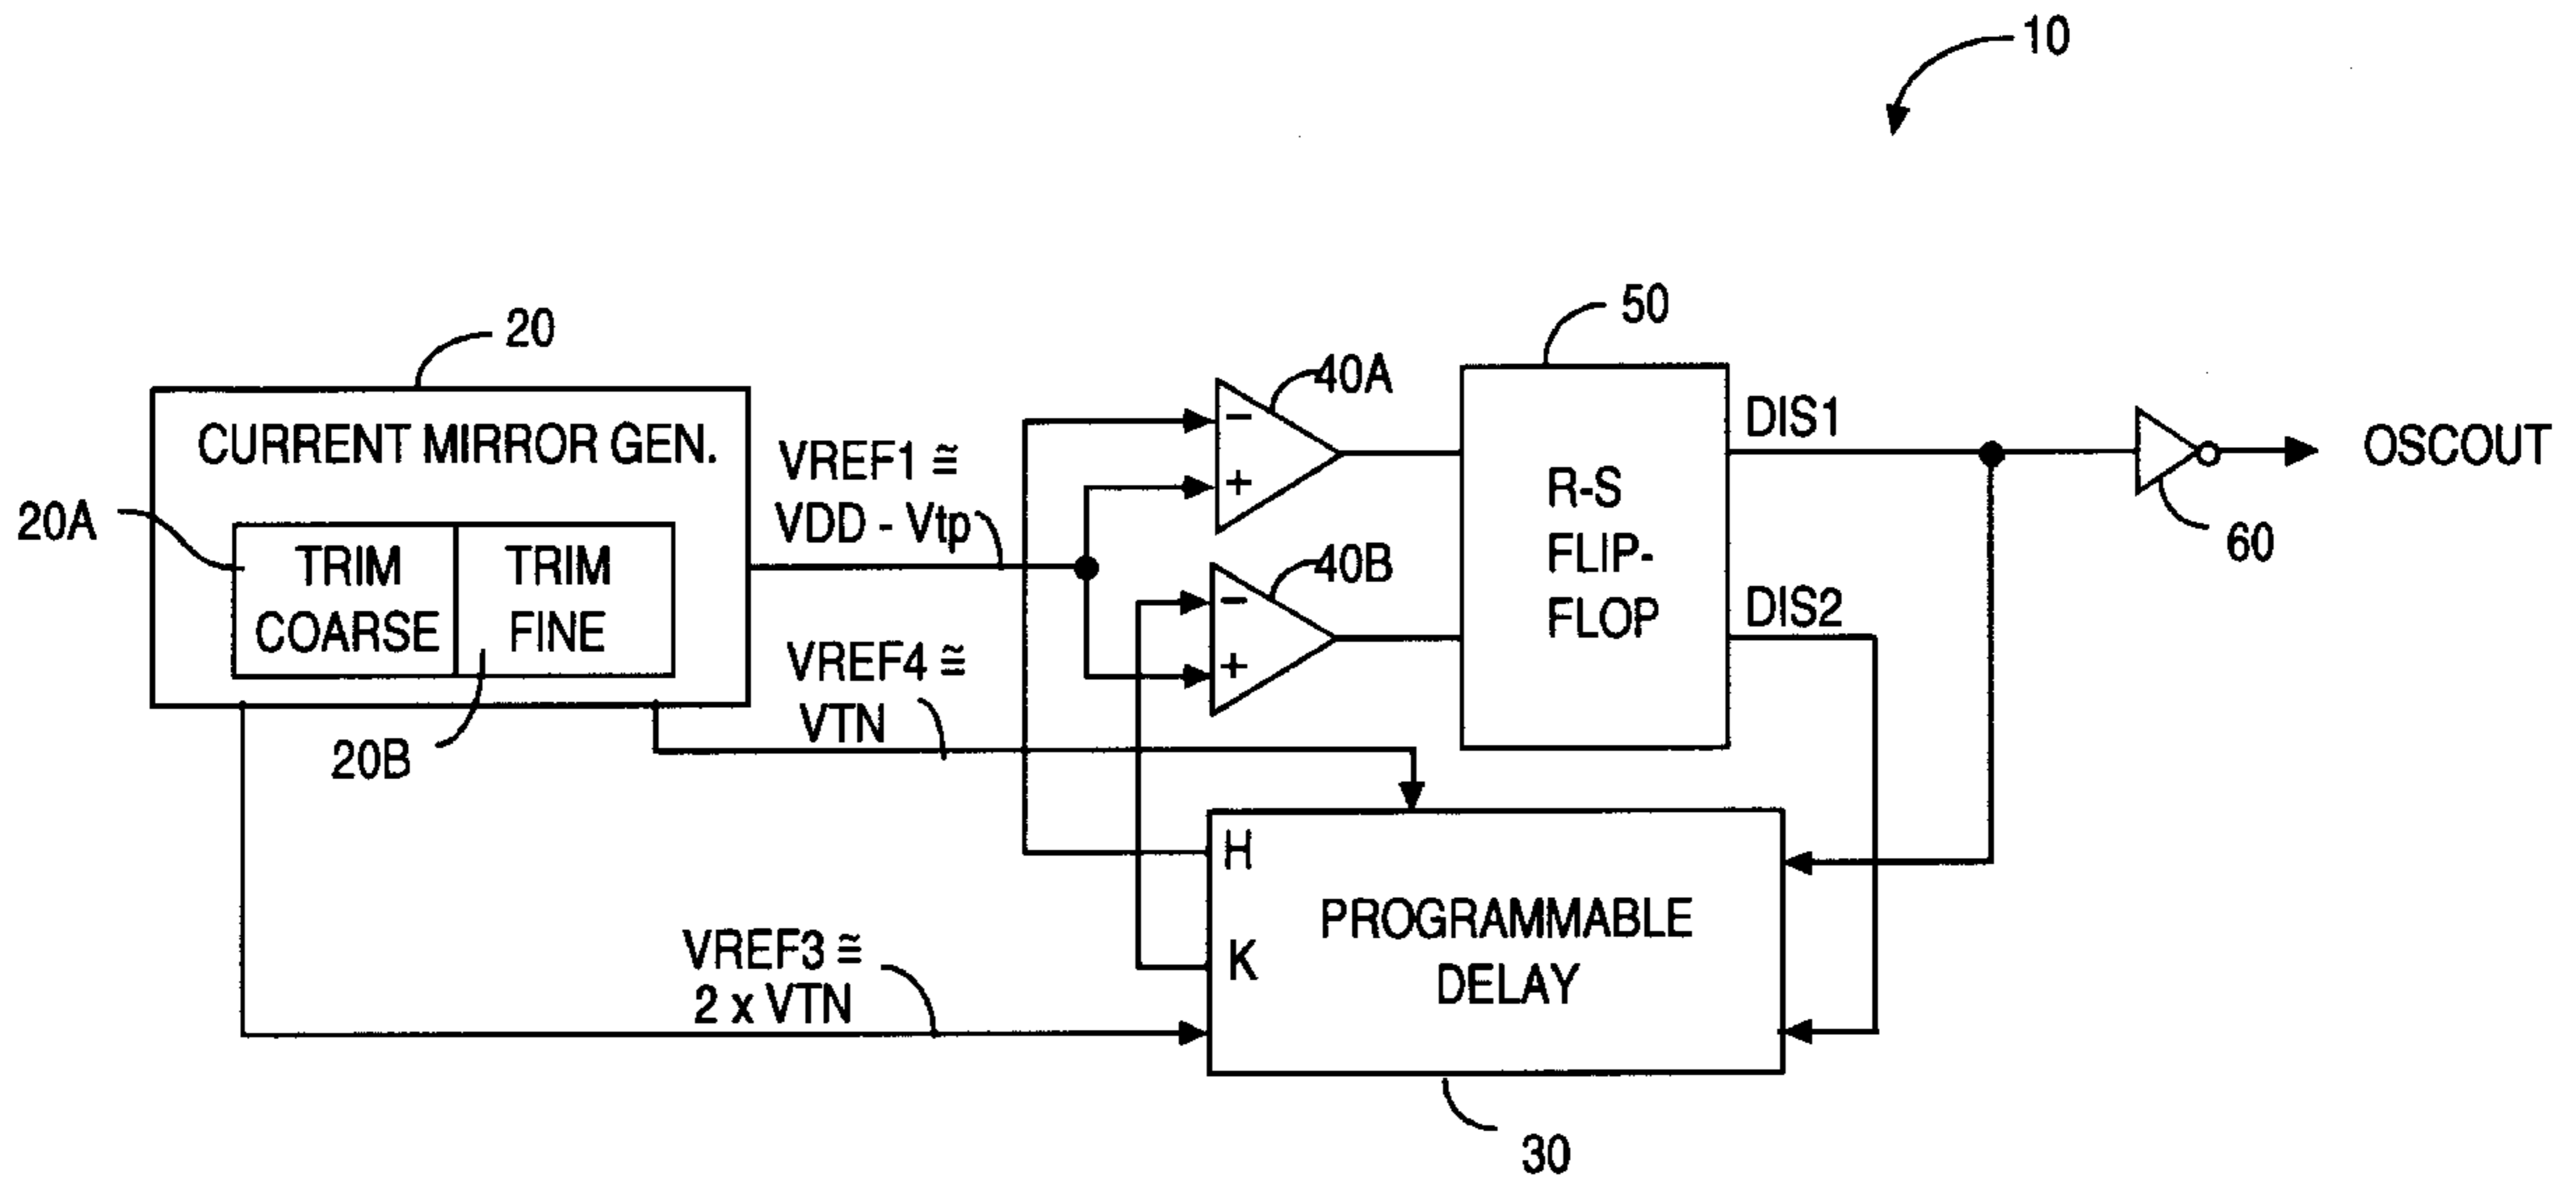 10
20
CURRENT MIRROR GEN.
20A
TRIM COARSE
TRIM FINE
20B
VREF1 ≅
VDD - Vtp
VREF4 ≅
VTN
VREF3 ≅
2 x VTN
40A
-
+
40B
-
+
50
R-S
FLIP-
FLOP
DIS1
DIS2
60
OSCOUT
H
K
PROGRAMMABLE
DELAY
30